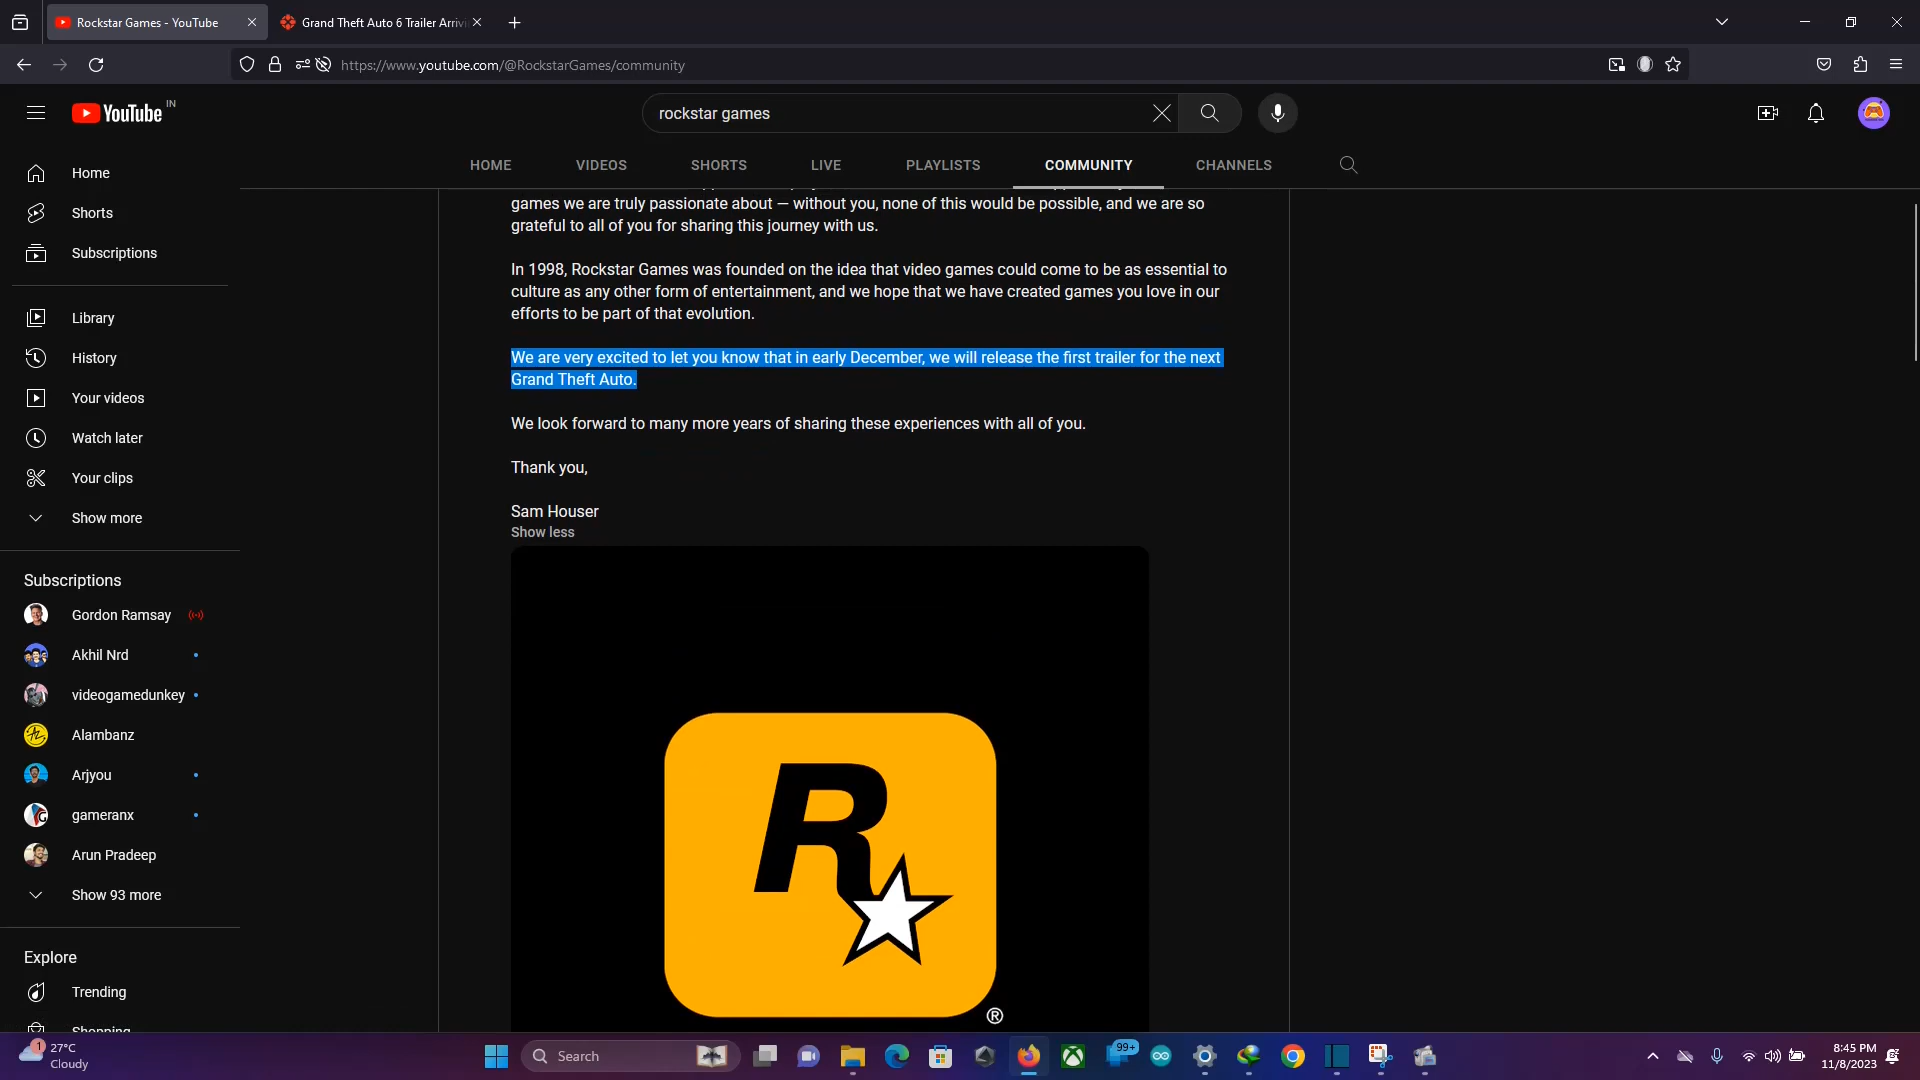 Rockstar Games - YouTube
Grand Theft Auto 6 Trailer Arrivi
https://www.youtube.com/@RockstarGames/community
YouTube
IN
rockstar games
HOME
VIDEOS
SHORTS
LIVE
PLAYLISTS
COMMUNITY
CHANNELS
Home
Shorts
Subscriptions
Library
History
Your videos
Watch later
Your clips
Show more
Subscriptions
Gordon Ramsay
Akhil Nrd
videogamedunkey
Alambanz
Arjyou
gameranx
Arun Pradeep
Show 93 more
Explore
Trending
Shopping
games we are truly passionate about — without you, none of this would be possible, and we are so
grateful to all of you for sharing this journey with us.
In 1998, Rockstar Games was founded on the idea that video games could come to be as essential to
culture as any other form of entertainment, and we hope that we have created games you love in our
efforts to be part of that evolution.
We are very excited to let you know that in early December, we will release the first trailer for the next
Grand Theft Auto.
We look forward to many more years of sharing these experiences with all of you.
Thank you,
Sam Houser
Show less
R
®
1
27°C
Cloudy
Search
99+
8:45 PM
11/8/2023